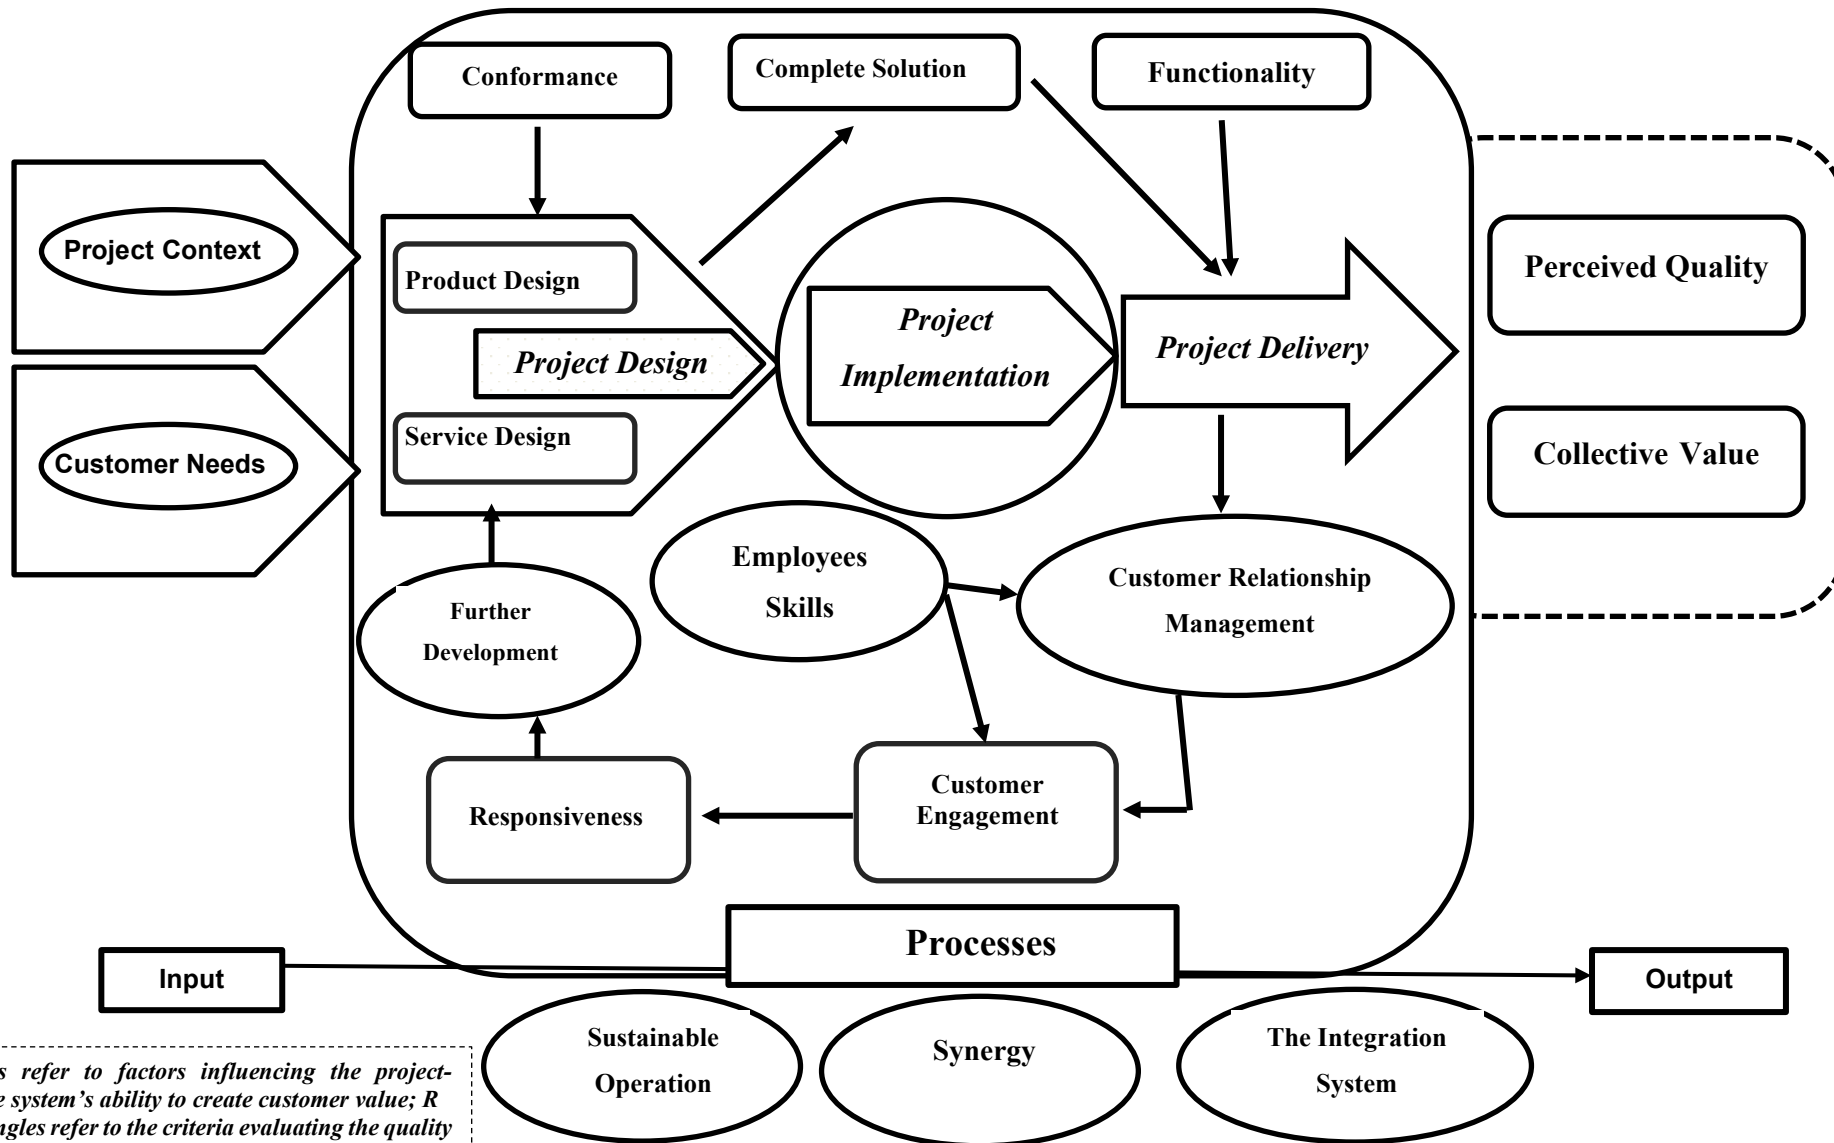 Conformance
Complete Solution
Functionality
Project Context
Product Design
Perceived Quality
Project
Implementation
Project Design
Project Delivery
Service Design
Customer Needs
Collective Value
Employees
Skills
Customer Relationship
Management
Further
Development
Customer
Engagement
Responsiveness
Processes
Input
Output
Sustainable
Operation
Synergy
The Integration
System
refer to factors influencing the project-
system's ability to create customer value; R
refer to the criteria evaluating the quality